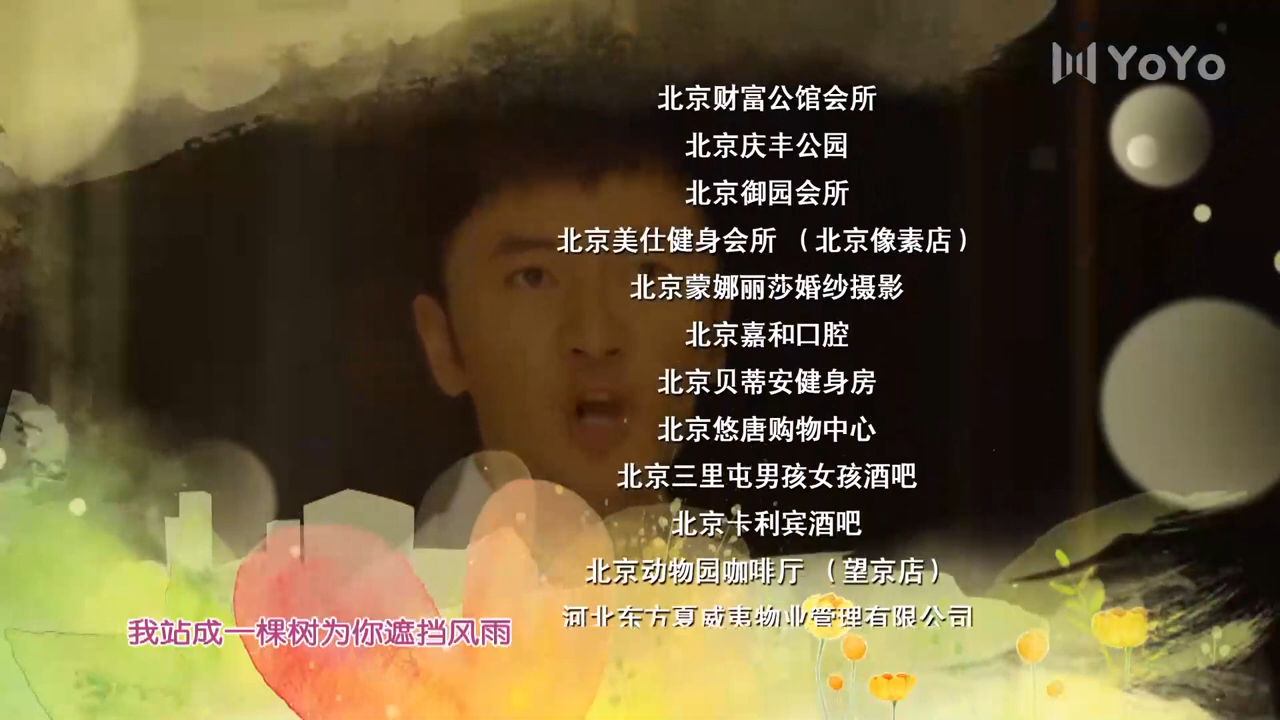 YoYo
北京财富公馆会所
北京庆丰公园
北京御园会所
北京美仕健身会所 （北京像素店）
北京蒙娜丽莎婚纱摄影
北京嘉和口腔
北京贝蒂安健身房
北京悠唐购物中心
北京三里屯男孩女孩酒吧
北京卡利宾酒吧
北京动物园咖啡厅 （望京店）
河北东方夏威夷物业管理有限公司
我站成一棵树为你遮挡风雨